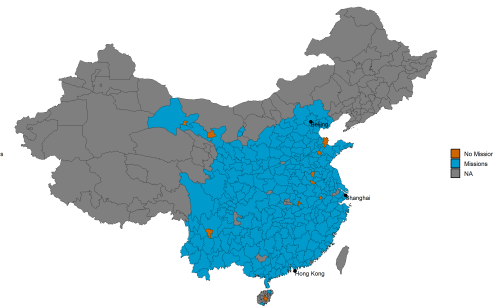 s
Beijing
Shanghai
Hong Kong
No Mission
Missions
NA